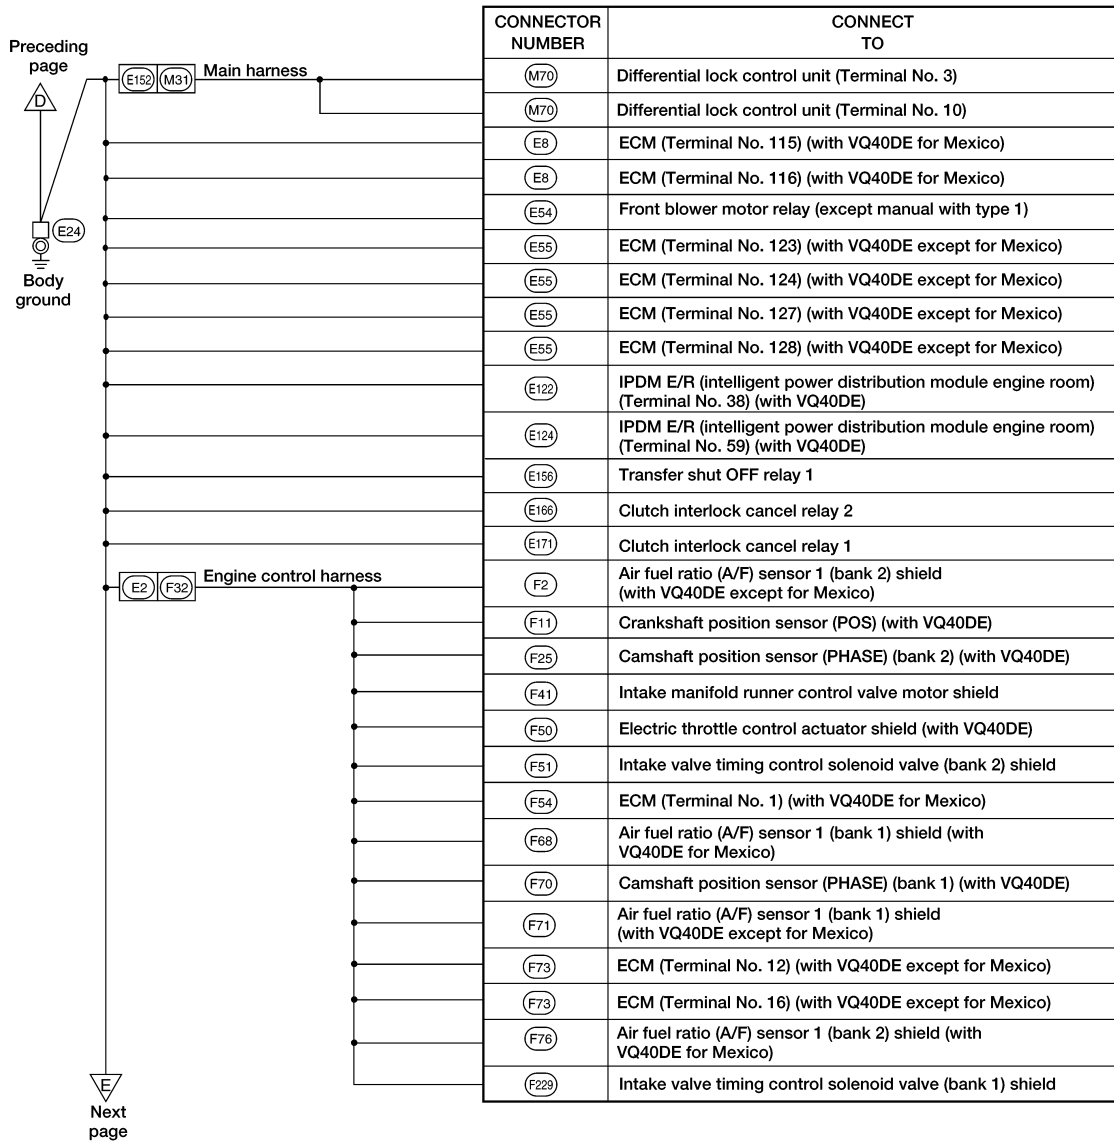 CONNECTOR
NUMBER
CONNECT
TO
Preceding
page
D
E152
M31
Main harness
M70
Differential lock control unit (Terminal No. 3)
M70
Differential lock control unit (Terminal No. 10)
E8
ECM (Terminal No. 115) (with VQ40DE for Mexico)
E8
ECM (Terminal No. 116) (with VQ40DE for Mexico)
E24
Body
ground
E54
Front blower motor relay (except manual with type 1)
E55
ECM (Terminal No. 123) (with VQ40DE except for Mexico)
E55
ECM (Terminal No. 124) (with VQ40DE except for Mexico)
E55
ECM (Terminal No. 127) (with VQ40DE except for Mexico)
E55
ECM (Terminal No. 128) (with VQ40DE except for Mexico)
E122
IPDM E/R (intelligent power distribution module engine room)
(Terminal No. 38) (with VQ40DE)
E124
IPDM E/R (intelligent power distribution module engine room)
(Terminal No. 59) (with VQ40DE)
E156
Transfer shut OFF relay 1
E166
Clutch interlock cancel relay 2
E171
Clutch interlock cancel relay 1
E2
F32
Engine control harness
F2
Air fuel ratio (A/F) sensor 1 (bank 2) shield
(with VQ40DE except for Mexico)
F11
Crankshaft position sensor (POS) (with VQ40DE)
F25
Camshaft position sensor (PHASE) (bank 2) (with VQ40DE)
F41
Intake manifold runner control valve motor shield
F50
Electric throttle control actuator shield (with VQ40DE)
F51
Intake valve timing control solenoid valve (bank 2) shield
F54
ECM (Terminal No. 1) (with VQ40DE for Mexico)
F68
Air fuel ratio (A/F) sensor 1 (bank 1) shield (with
VQ40DE for Mexico)
F70
Camshaft position sensor (PHASE) (bank 1) (with VQ40DE)
F71
Air fuel ratio (A/F) sensor 1 (bank 1) shield
(with VQ40DE except for Mexico)
F73
ECM (Terminal No. 12) (with VQ40DE except for Mexico)
F73
ECM (Terminal No. 16) (with VQ40DE except for Mexico)
F76
Air fuel ratio (A/F) sensor 1 (bank 2) shield (with
VQ40DE for Mexico)
F229
Intake valve timing control solenoid valve (bank 1) shield
E
Next
page